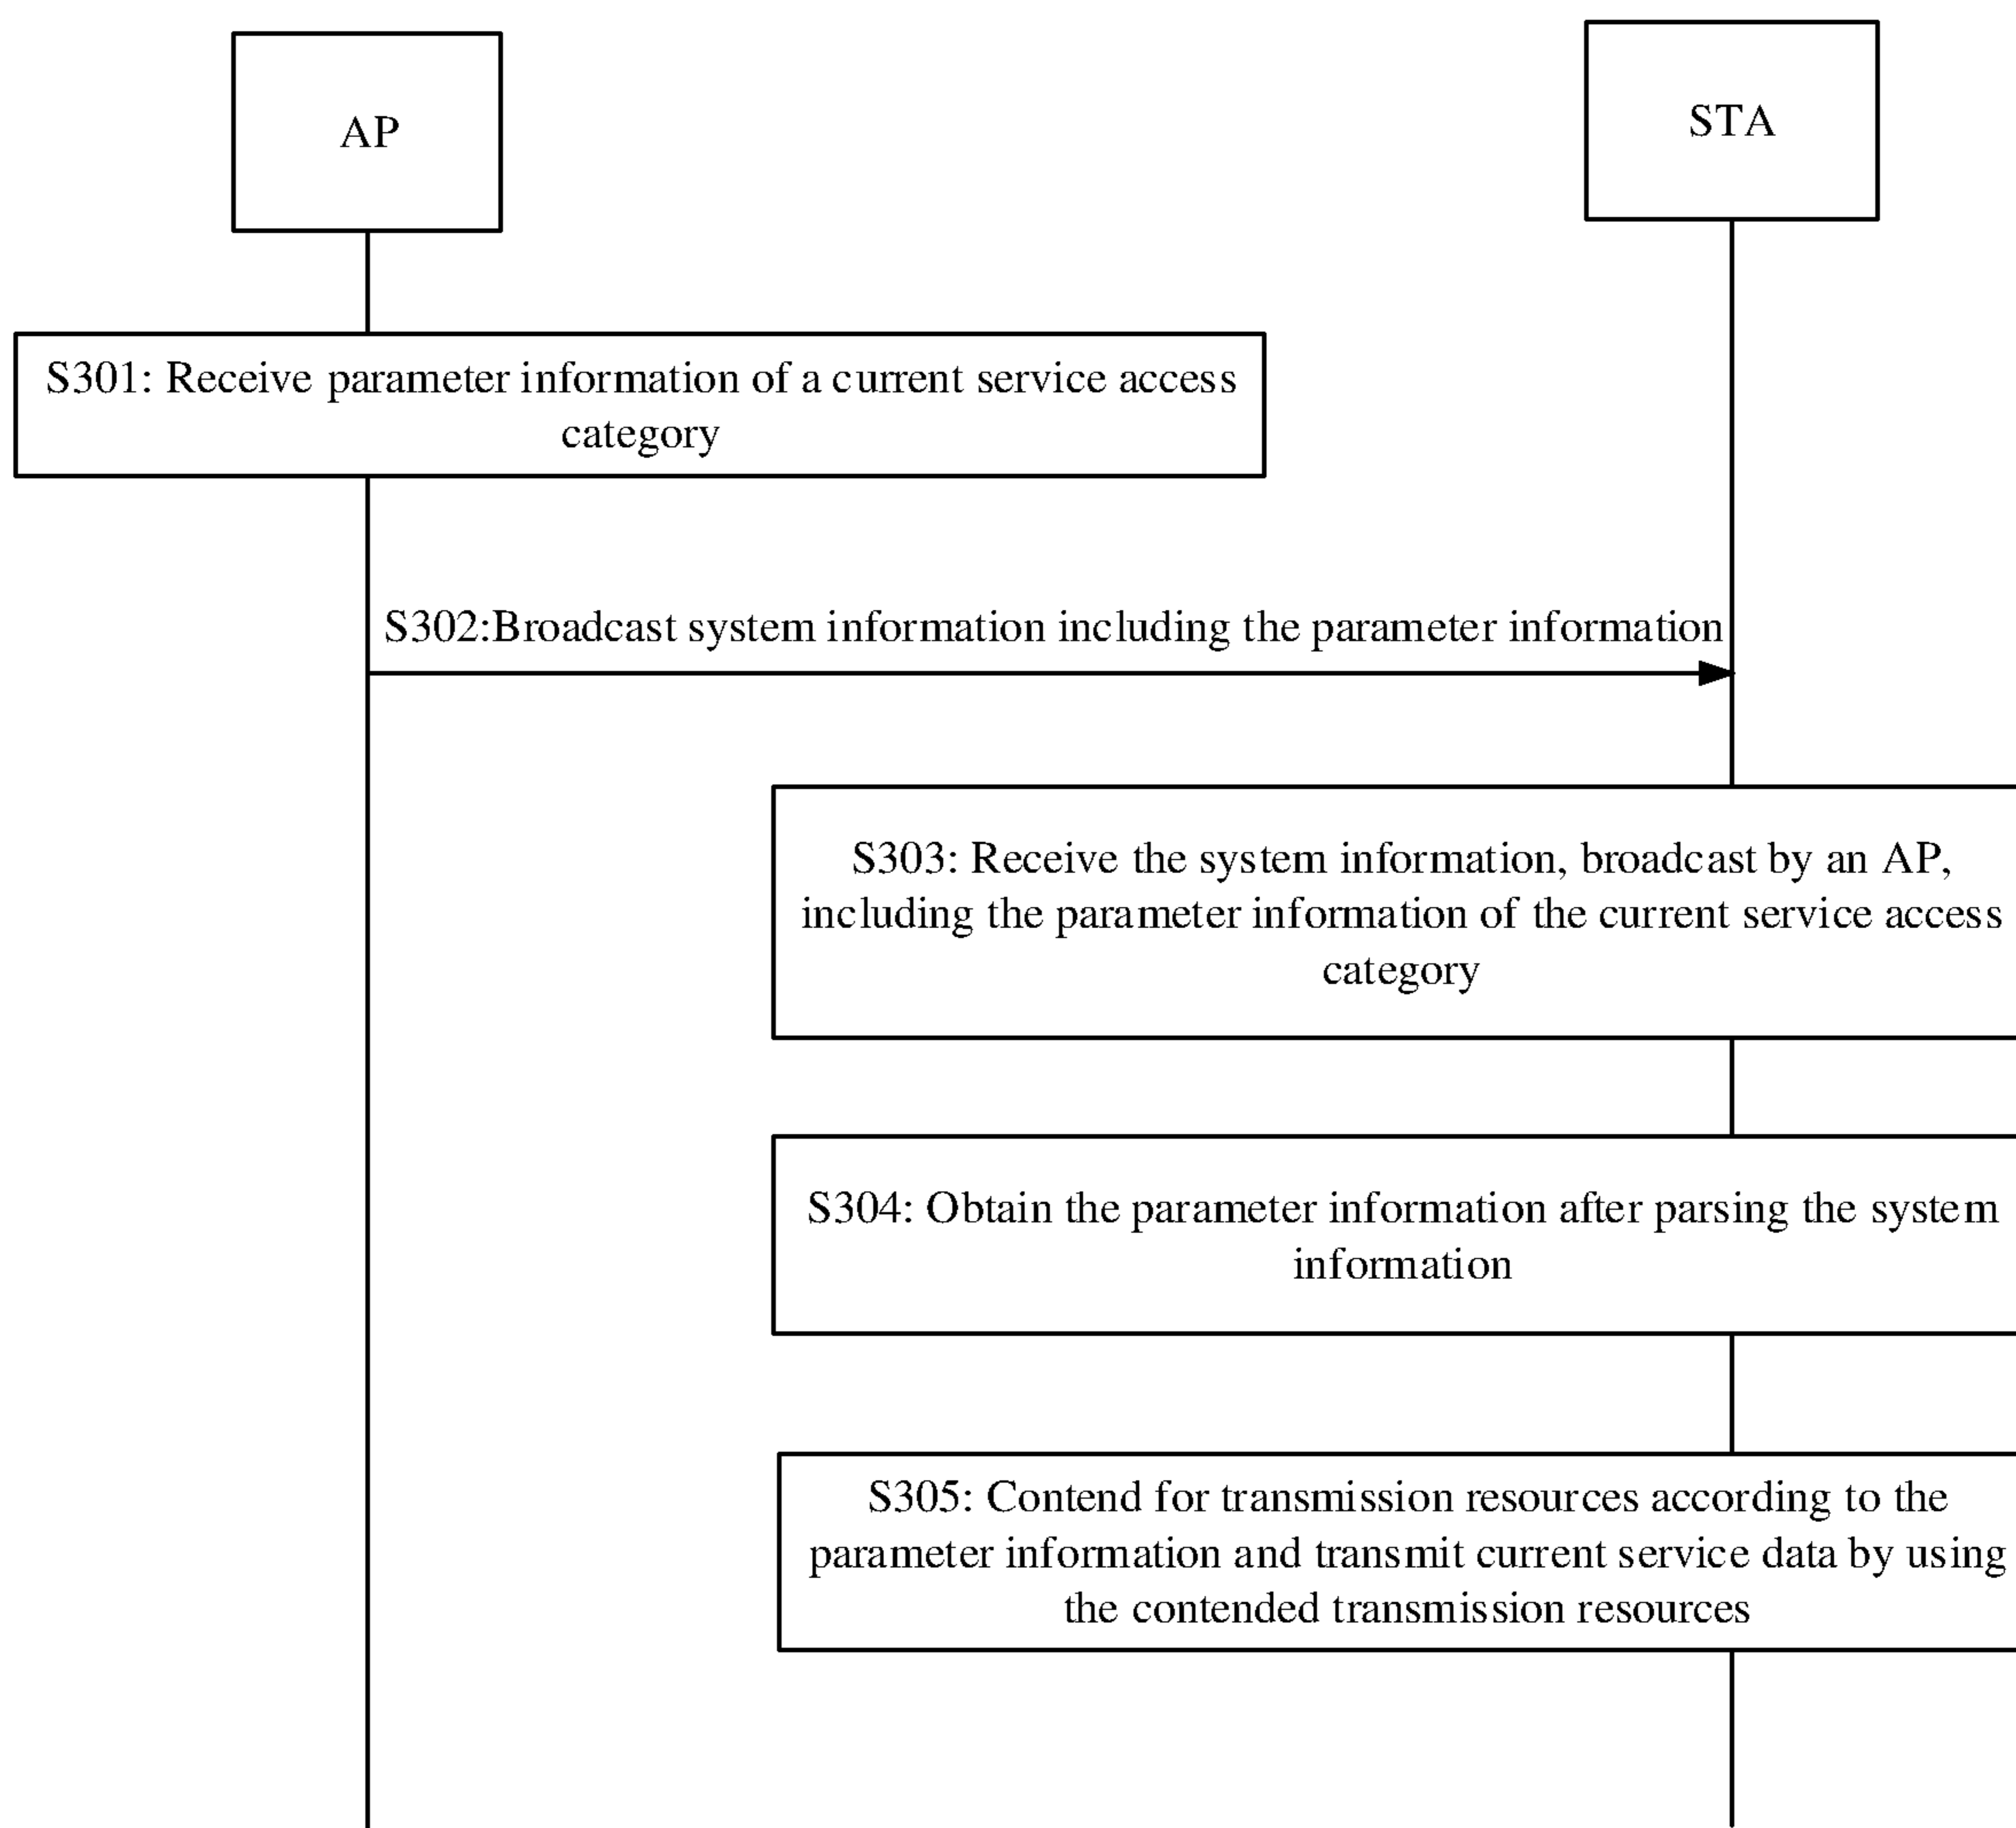 AP
STA
S301: Receive parameter information of a current service access
category
S302:Broadcast system information including the parameter information
S303: Receive the system information, broadcast by an AP,
including the parameter information of the current service access
category
S304: Obtain the parameter information after parsing the system
information
S305: Contend for transmission resources according to the
parameter information and transmit current service data by using
the contended transmission resources